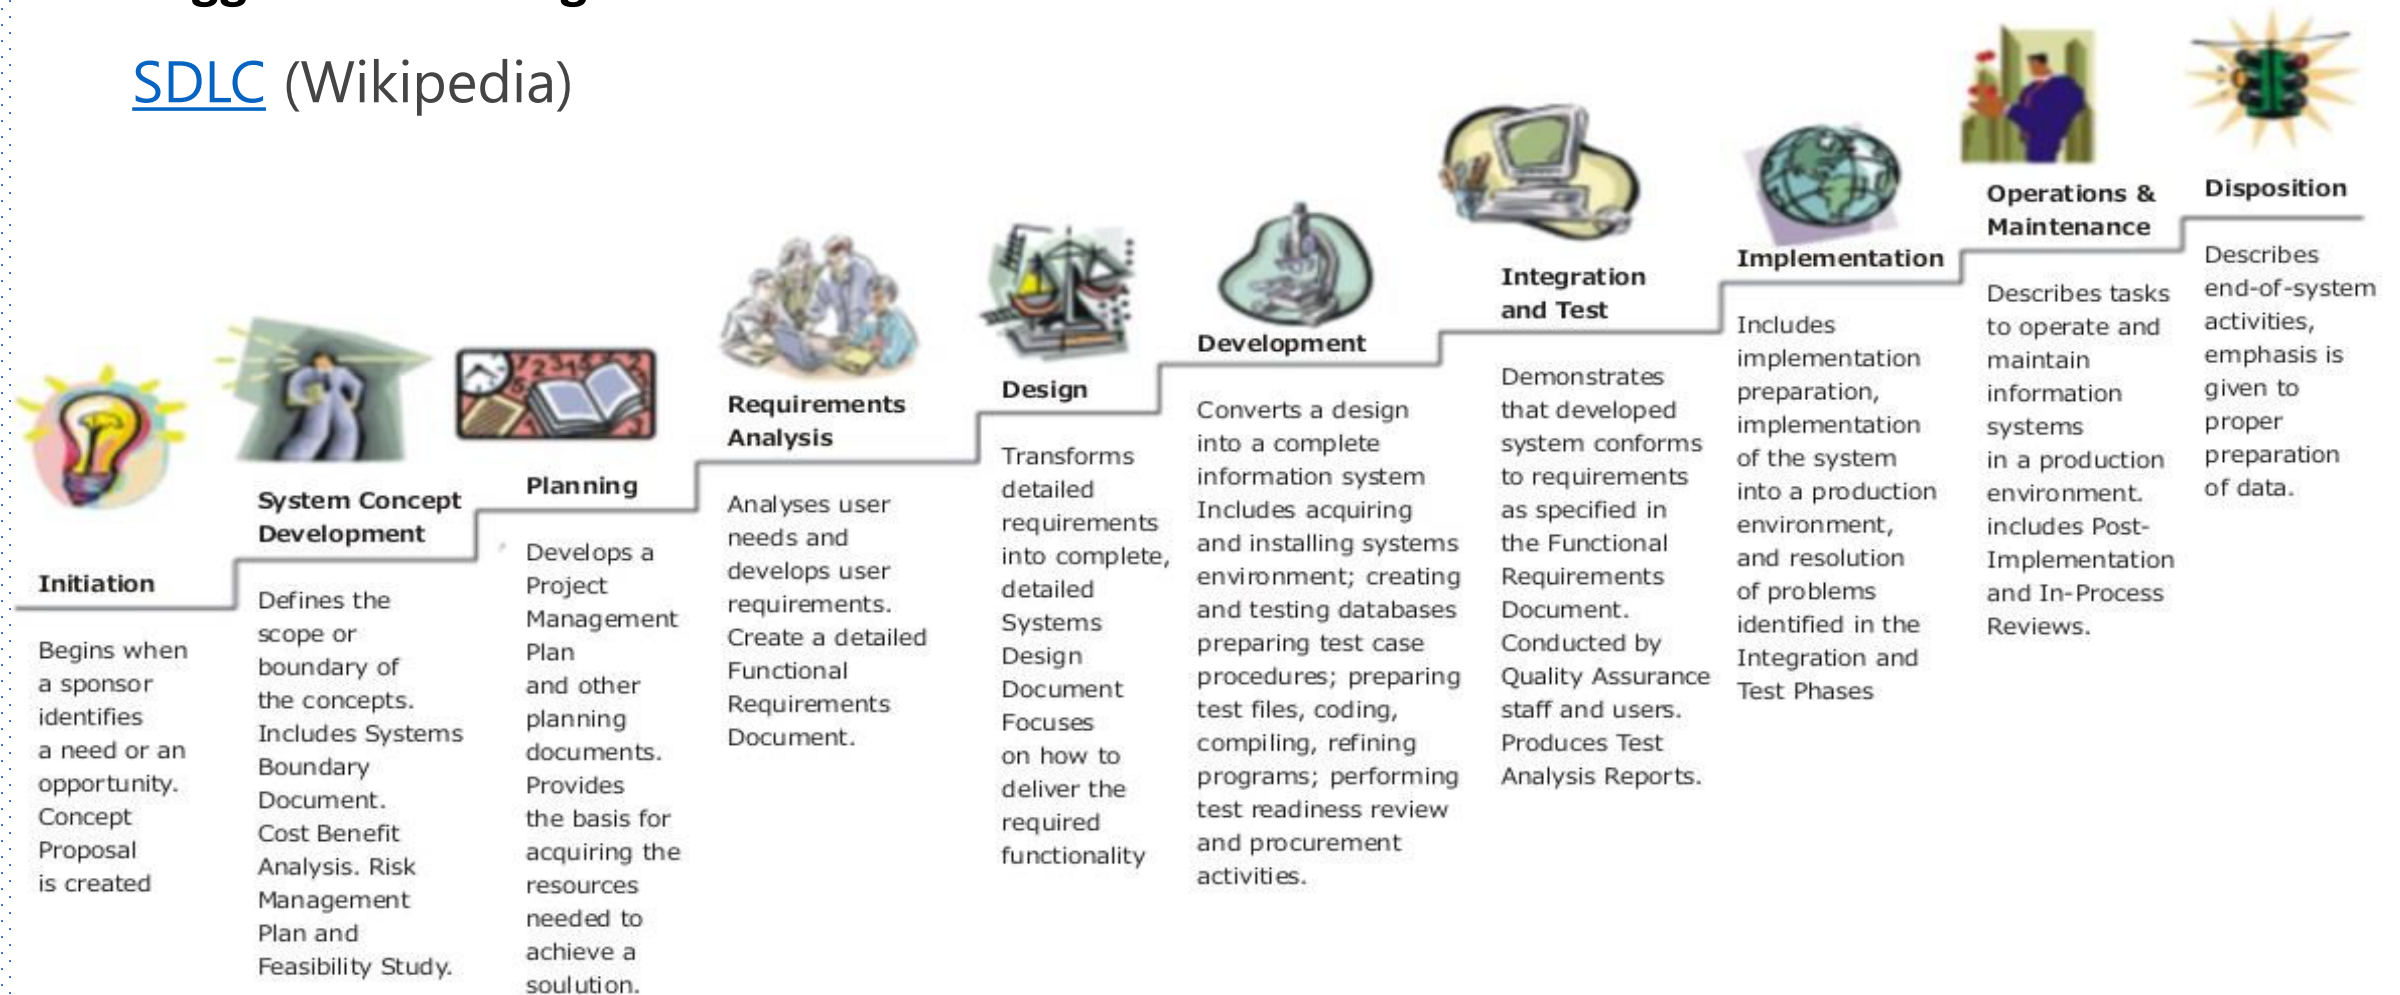 SDLC (Wikipedia)
Initiation
Begins when
a sponsor
identifies
a need or an
opportunity.
Concept
Proposal
is created
System Concept
Development
Defines the
scope or
boundary of
the concepts.
Includes Systems
Boundary
Document.
Cost Benefit
Analysis. Risk
Management
Plan and
Feasibility Study.
Planning
Develops a
Project
Management
Plan
and other
planning
documents.
Provides
the basis for
acquiring the
resources
needed to
achieve a
soulution.
Requirements
Analysis
Analyses user
needs and
develops user
requirements.
Create a detailed
Functional
Requirements
Document.
Design
Transforms
detailed
requirements
into complete,
detailed
Systems
Design
Document
Focuses
on how to
deliver the
required
functionality
Development
Converts a design
into a complete
information system
Includes acquiring
and installing systems
environment; creating
and testing databases
preparing test case
procedures; preparing
test files, coding,
compiling, refining
programs; performing
test readiness review
and procurement
activities.
Integration
and Test
Demonstrates
that developed
system conforms
to requirements
as specified in
the Functional
Requirements
Document.
Conducted by
Quality Assurance
staff and users.
Produces Test
Analysis Reports.
Implementation
Includes
implementation
preparation,
implementation
of the system
into a production
environment,
and resolution
of problems
identified in the
Integration and
Test Phases
Operations &
Maintenance
Describes tasks
to operate and
maintain
information
systems
in a production
environment.
includes Post-
Implementation
and In-Process
Reviews.
Disposition
Describes
end-of-system
activities,
emphasis is
given to
proper
preparation
of data.